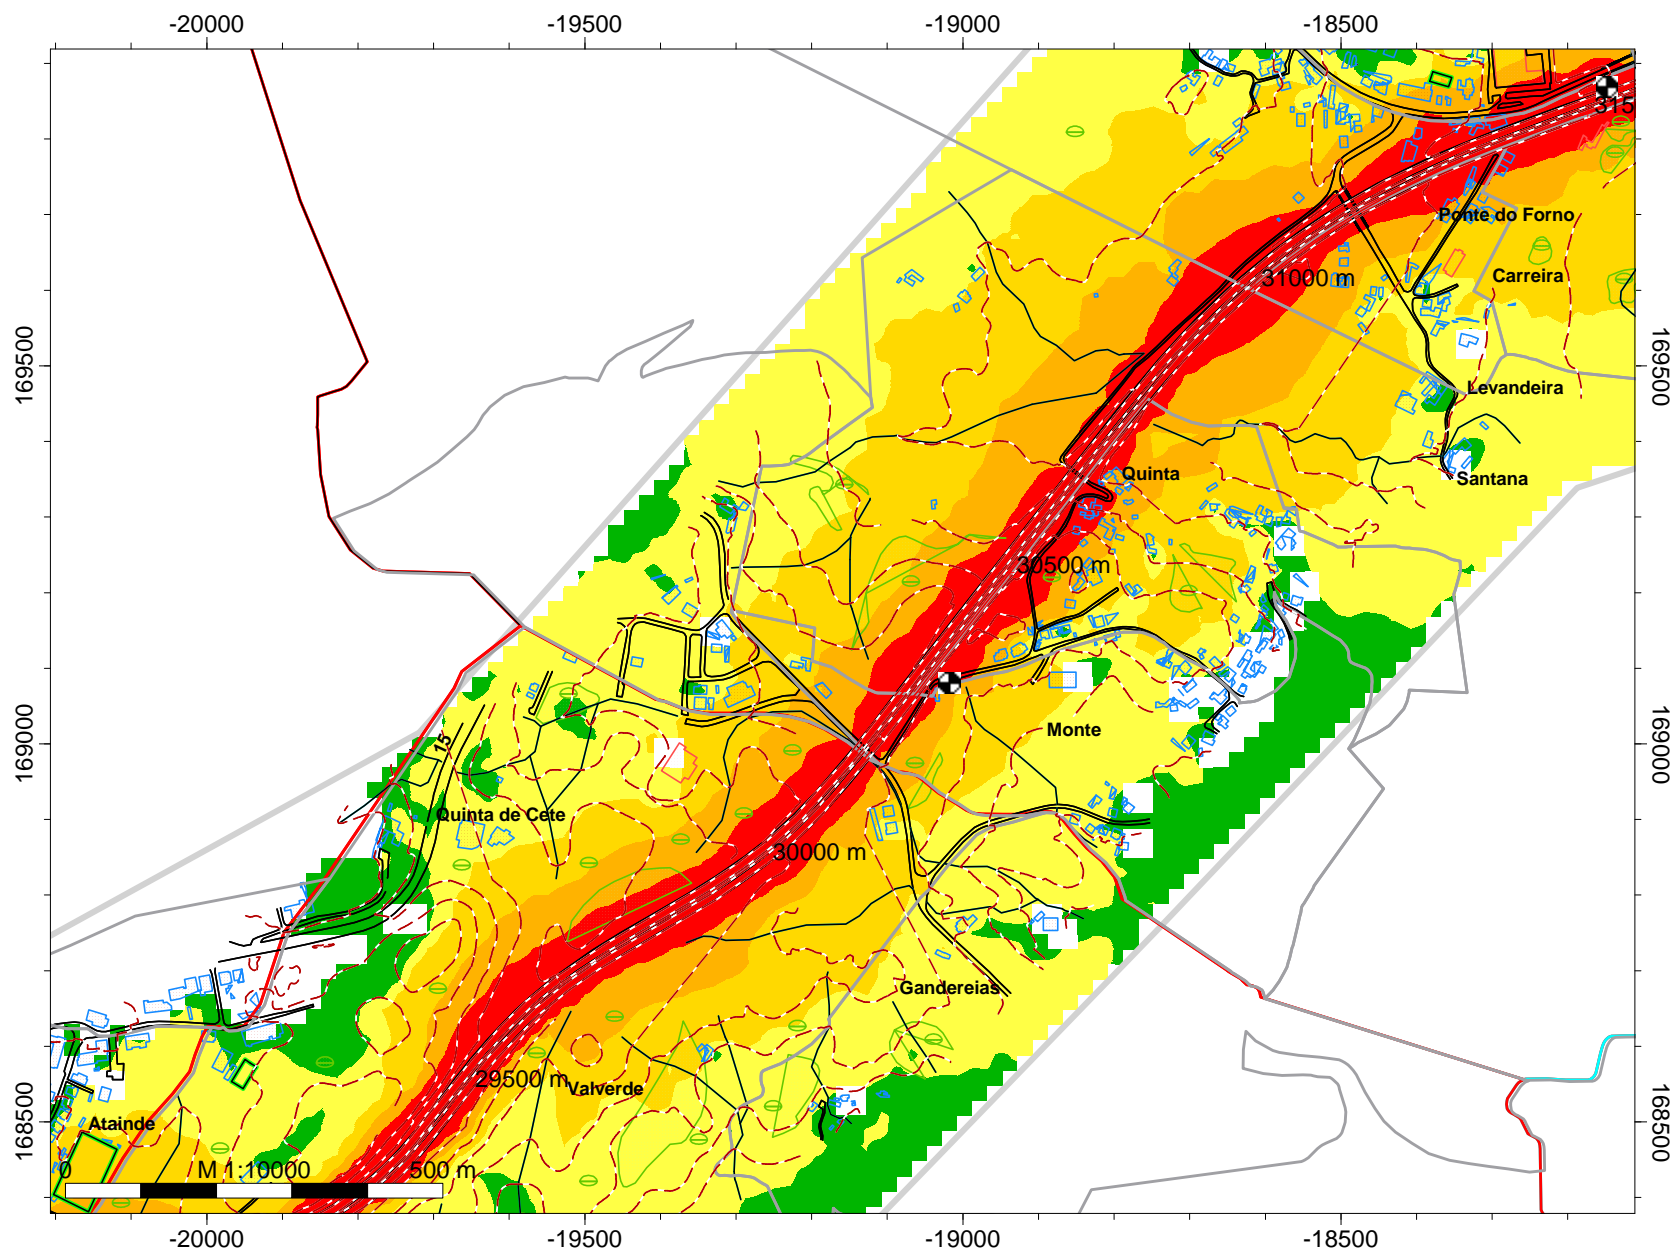 -20000 -19500 -19000 -18500
315
Ponte do Forno
Carreira
31000 m
169500 169500
Levandeira
Quinta
Santana
30500 m
Monte
169000 15 169000
Quinta de Cete
30000 m
Gandereias
29500 m
Valverde
168500 Atainde 168500
0 M 1:10000 500 m
-20000 -19500 -19000 -18500